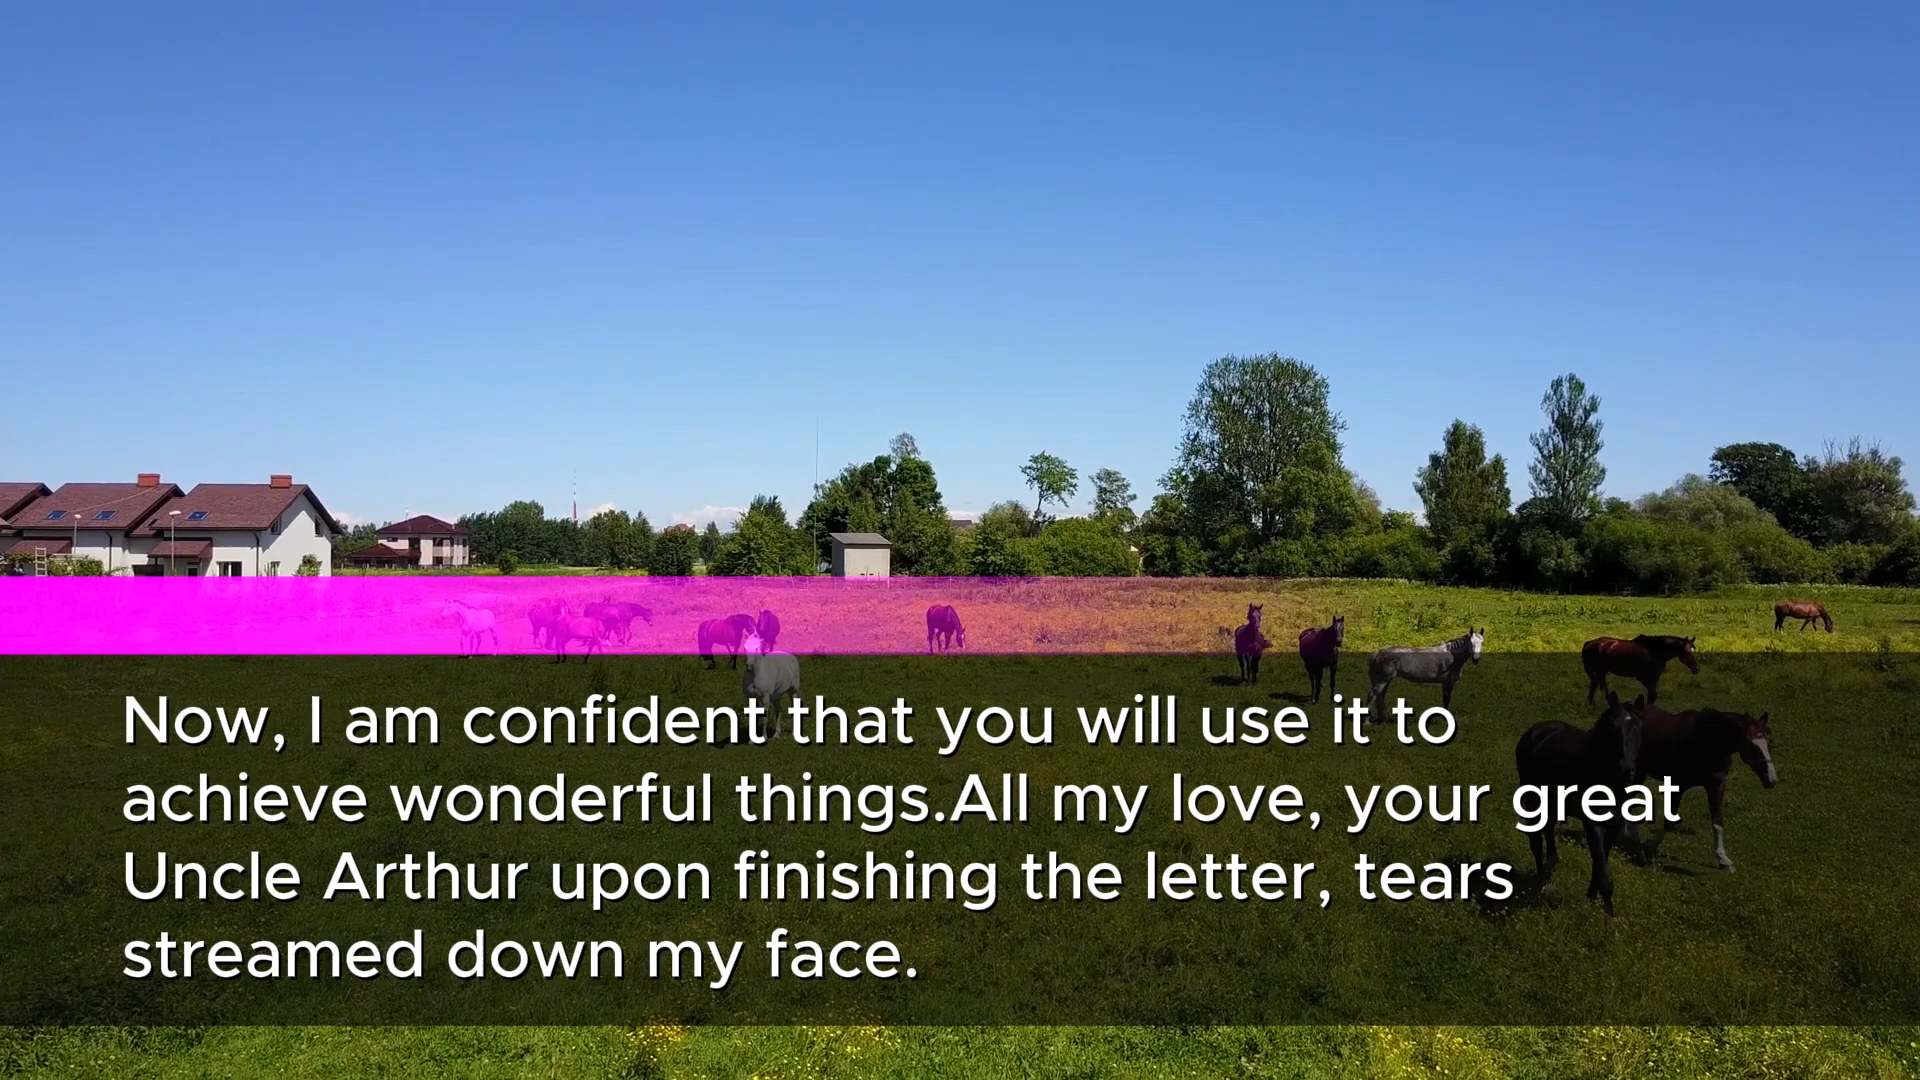 Now, I am confident that you will use it to
achieve wonderful things.All my love, your great
Uncle Arthur upon finishing the letter, tears
streamed down my face.